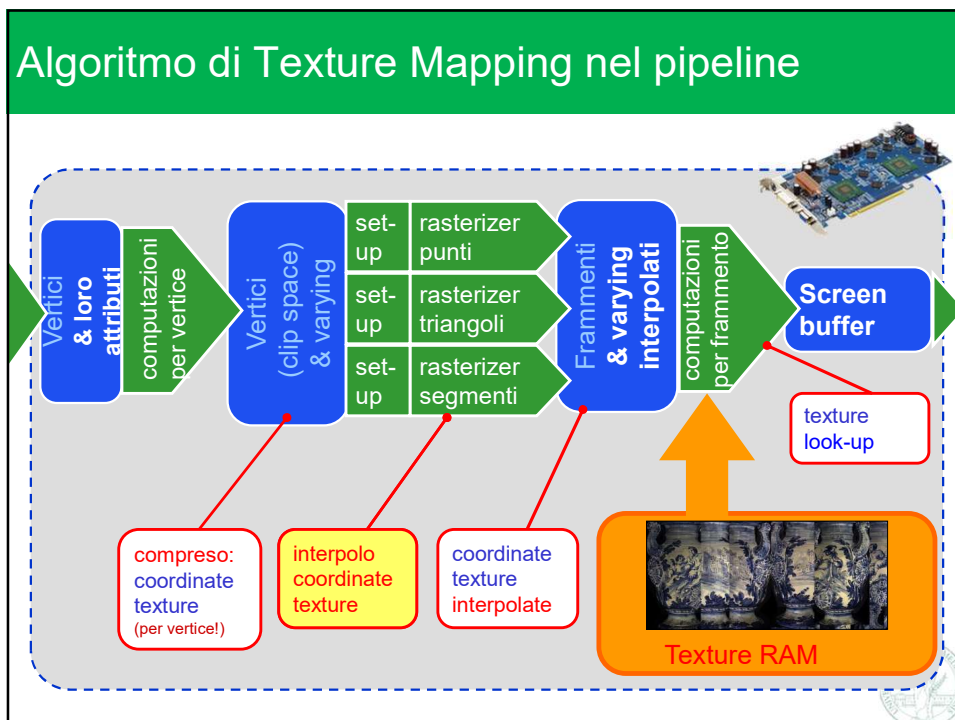 Algoritmo di Texture Mapping nel pipeline
Vertici
& loro
attributi
computazioni
per vertice
Vertici
(clip space)
& varying
set-
up
rasterizer
punti
set-
up
rasterizer
triangoli
set-
up
rasterizer
segmenti
Frammenti
& varying
interpolati
computazioni
per frammento
Screen
buffer
texture
look-up
compreso:
coordinate
texture
(per vertice!)
interpolo
coordinate
texture
coordinate
texture
interpolate
Texture RAM